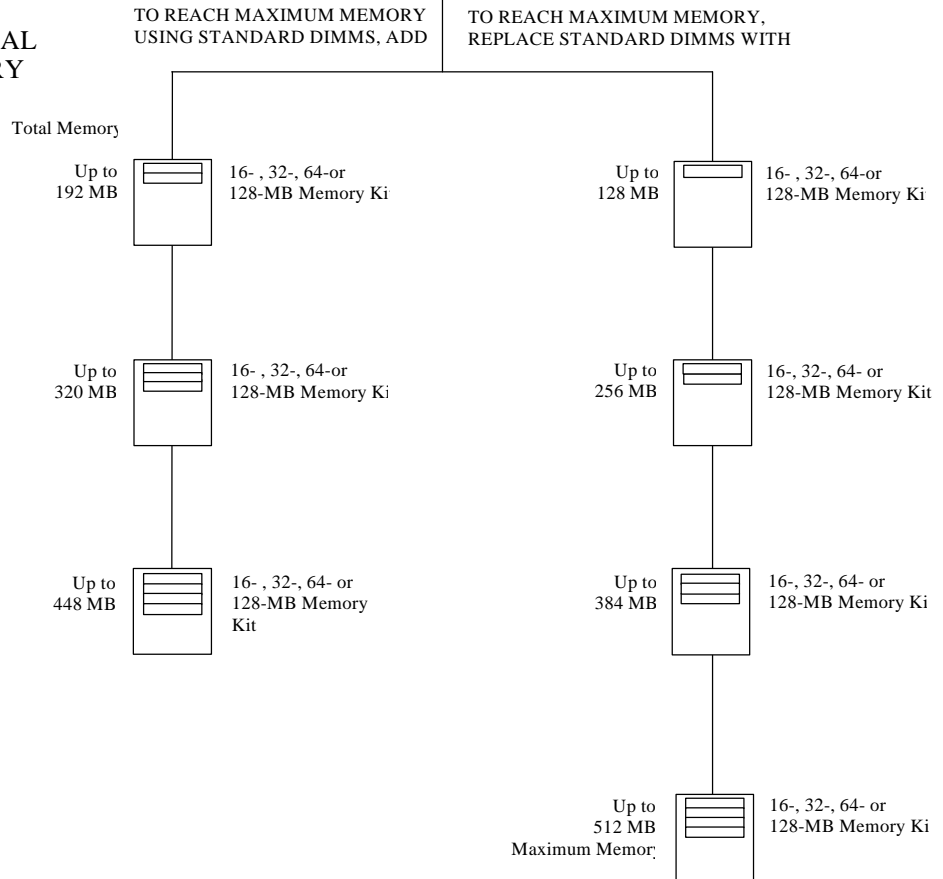 AL
RY
TO REACH MAXIMUM MEMORY
USING STANDARD DIMMS, ADD
TO REACH MAXIMUM MEMORY,
REPLACE STANDARD DIMMS WITH
Total Memory
Up to
192 MB
16- , 32-, 64-or
128-MB Memory Ki
Up to
128 MB
16- , 32-, 64-or
128-MB Memory Ki
Up to
320 MB
16- , 32-, 64-or
128-MB Memory Ki
Up to
256 MB
16-, 32-, 64- or
128-MB Memory Kit
Up to
448 MB
16- , 32-, 64- or
128-MB Memory
Kit
Up to
384 MB
16-, 32-, 64- or
128-MB Memory Ki
Up to
512 MB
Maximum Memor
16-, 32-, 64- or
128-MB Memory Ki